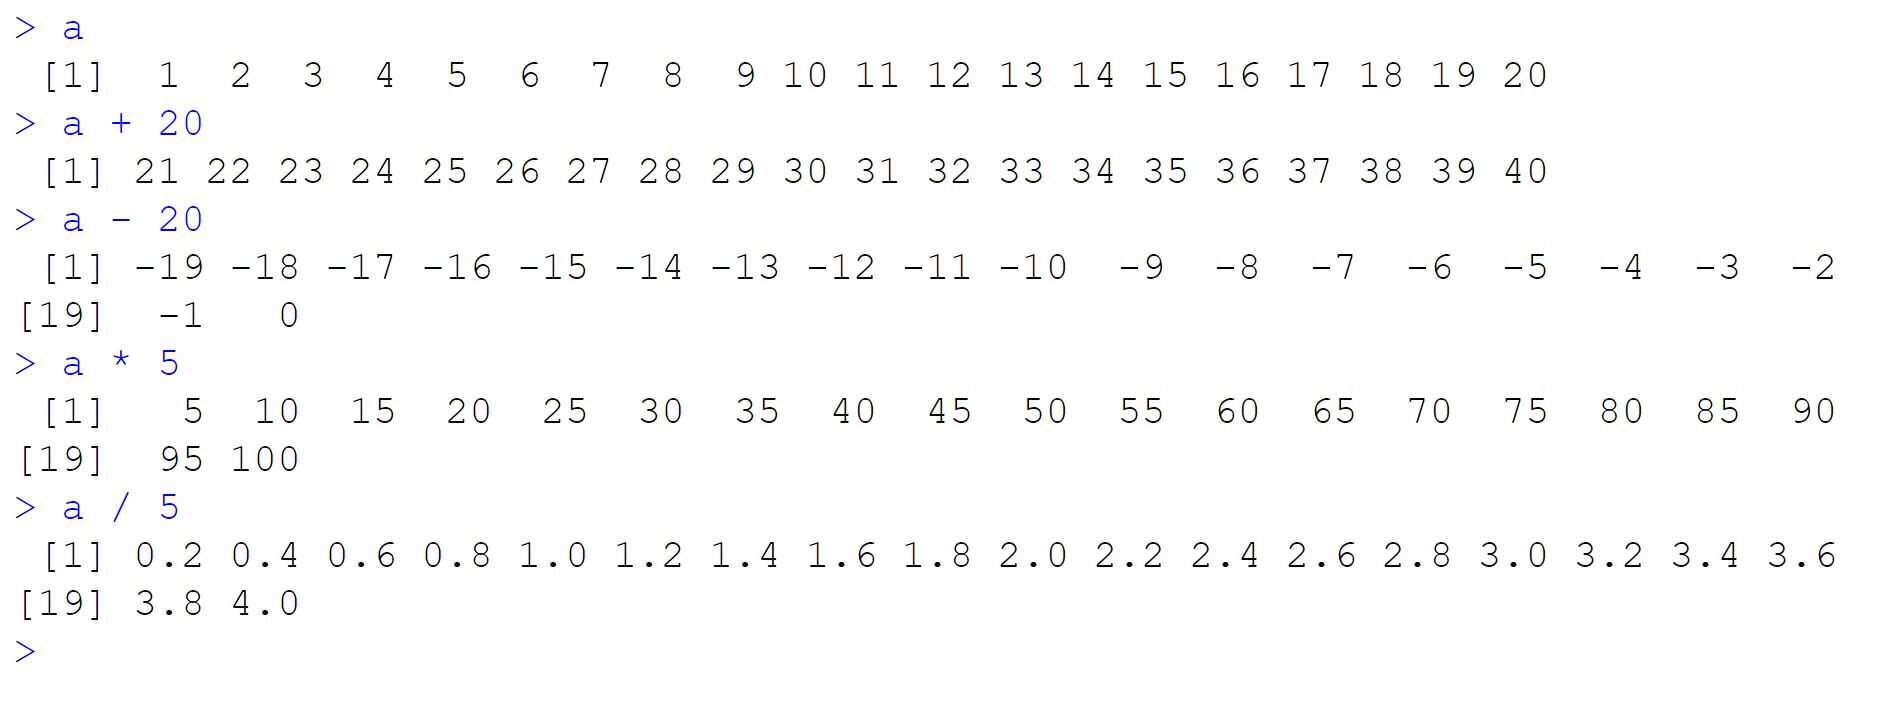 > a
 [1]  1  2  3  4  5  6  7  8  9 10 11 12 13 14 15 16 17 18 19 20
> a + 20
 [1] 21 22 23 24 25 26 27 28 29 30 31 32 33 34 35 36 37 38 39 40
> a - 20
 [1] -19 -18 -17 -16 -15 -14 -13 -12 -11 -10  -9  -8  -7  -6  -5  -4  -3  -2
[19]  -1   0
> a * 5
 [1]   5  10  15  20  25  30  35  40  45  50  55  60  65  70  75  80  85  90
[19]  95 100
> a / 5
 [1] 0.2 0.4 0.6 0.8 1.0 1.2 1.4 1.6 1.8 2.0 2.2 2.4 2.6 2.8 3.0 3.2 3.4 3.6
[19] 3.8 4.0
>